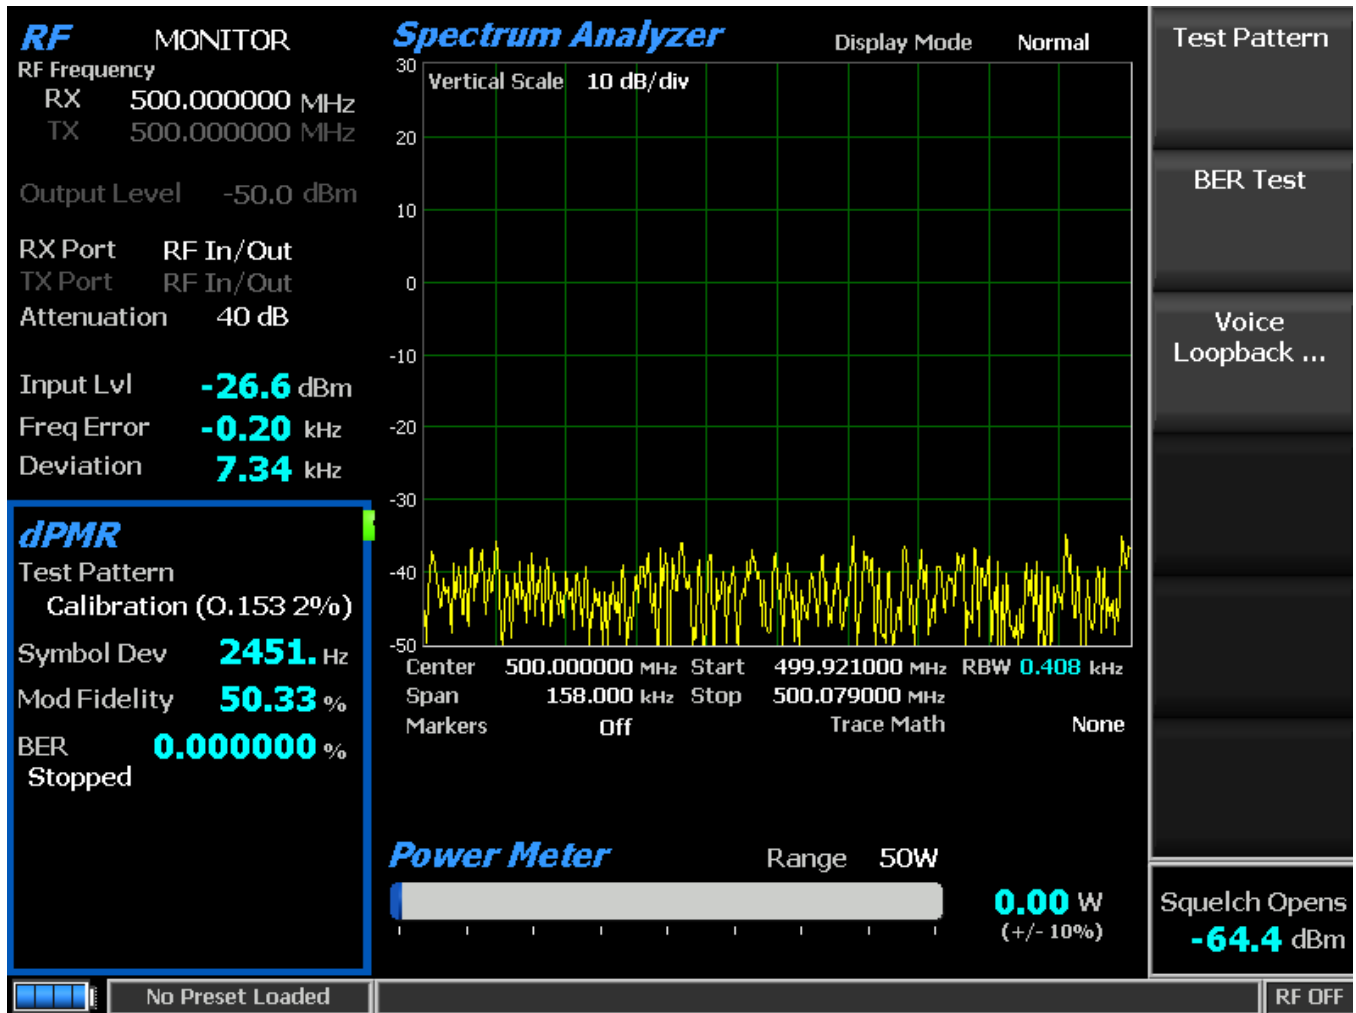 RF MONITOR
RF Frequency
RX 500.000000 MHz
TX 500.000000 MHz
Output Level -50.0 dBm
RX Port RF In/Out
TX Port RF In/Out
Attenuation 40 dB
Input Lvl -26.6 dBm
Freq Error -0.20 kHz
Deviation 7.34 kHz
dPMR
Test Pattern
Calibration (O.153 2%)
Symbol Dev 2451. Hz
Mod Fidelity 50.33 %
BER 0.000000 %
Stopped
Spectrum Analyzer Display Mode Normal
Vertical Scale 10 dB/div
30
20
10
0
-10
-20
-30
-40
-50
Center 500.000000 MHz Start 499.921000 MHz RBW 0.408 kHz
Span 158.000 kHz Stop 500.079000 MHz
Markers Off Trace Math None
Power Meter Range 50W
0.00 W
(+/- 10%)
Test Pattern
BER Test
Voice
Loopback ...
Squelch Opens
-64.4 dBm
No Preset Loaded
RF OFF